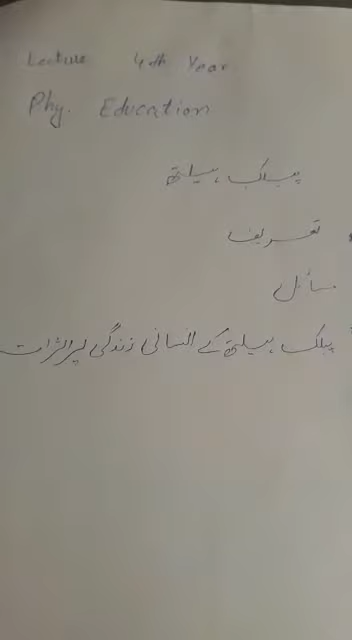 Lecture 4th Year
Phy. Education
پبلک ہیلتھ
تعریف
مسائل
پبلک ہیلتھ کے انسانی زندگی پر اثرات